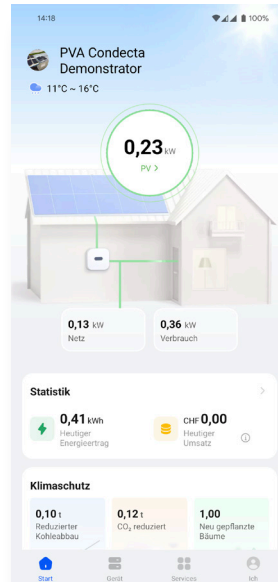 14:18
100%
PVA Condecta
Demonstrator
11°C ~ 16°C
0,23 kW
PV >
0,13 kW
Netz
0,36 kW
Verbrauch
Statistik
0,41 kWh
Heutiger
Energieertrag
CHF 0,00
Heutiger
Umsatz
Klimaschutz
0,10 t
Reduzierter
Kohleabbau
0,12 t
CO₂ reduziert
1,00
Neu gepflanzte
Bäume
Start
Gerät
Services
Ich